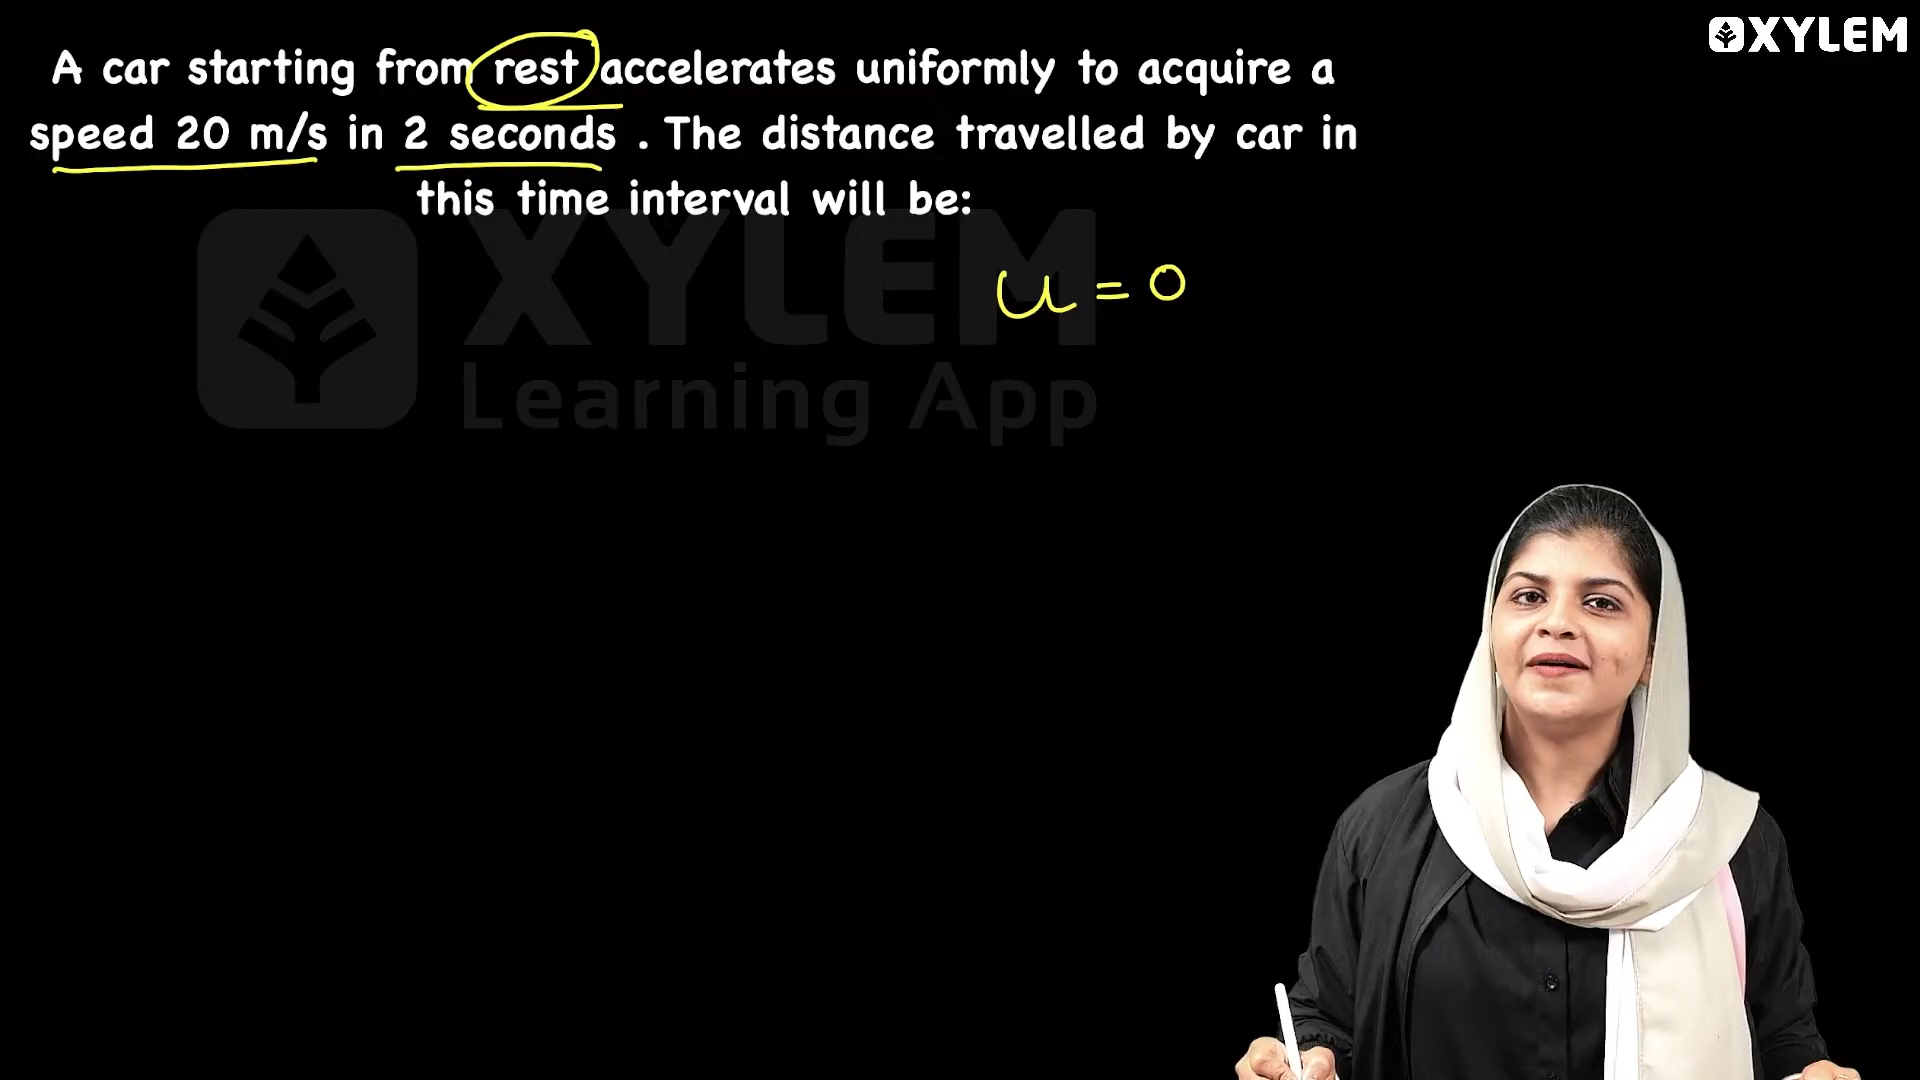 XYLEM
A car starting from rest accelerates uniformly to acquire a
speed 20 m/s in 2 seconds . The distance travelled by car in
this time interval will be:
u = 0
XYLEM
Learning App